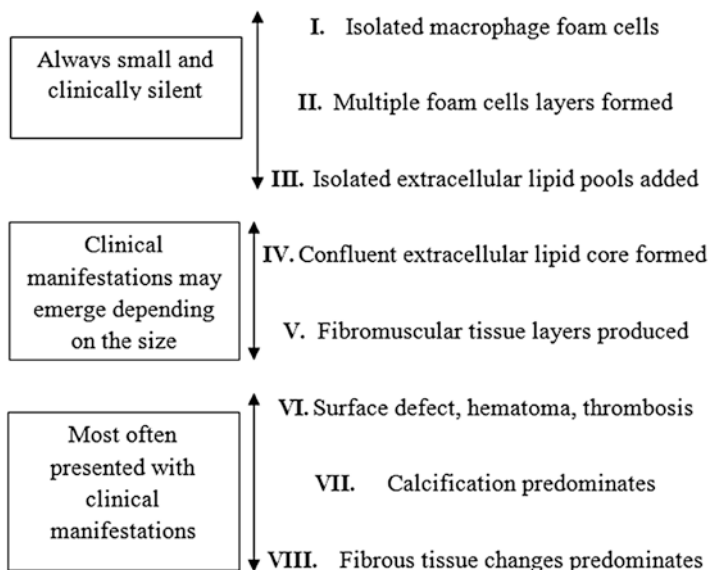 Always small and
clinically silent
I. Isolated macrophage foam cells
II. Multiple foam cells layers formed
III. Isolated extracellular lipid pools added
Clinical
manifestations may
emerge depending
on the size
IV. Confluent extracellular lipid core formed
V. Fibromuscular tissue layers produced
Most often
presented with
clinical
manifestations
VI. Surface defect, hematoma, thrombosis
VII. Calcification predominates
VIII. Fibrous tissue changes predominates